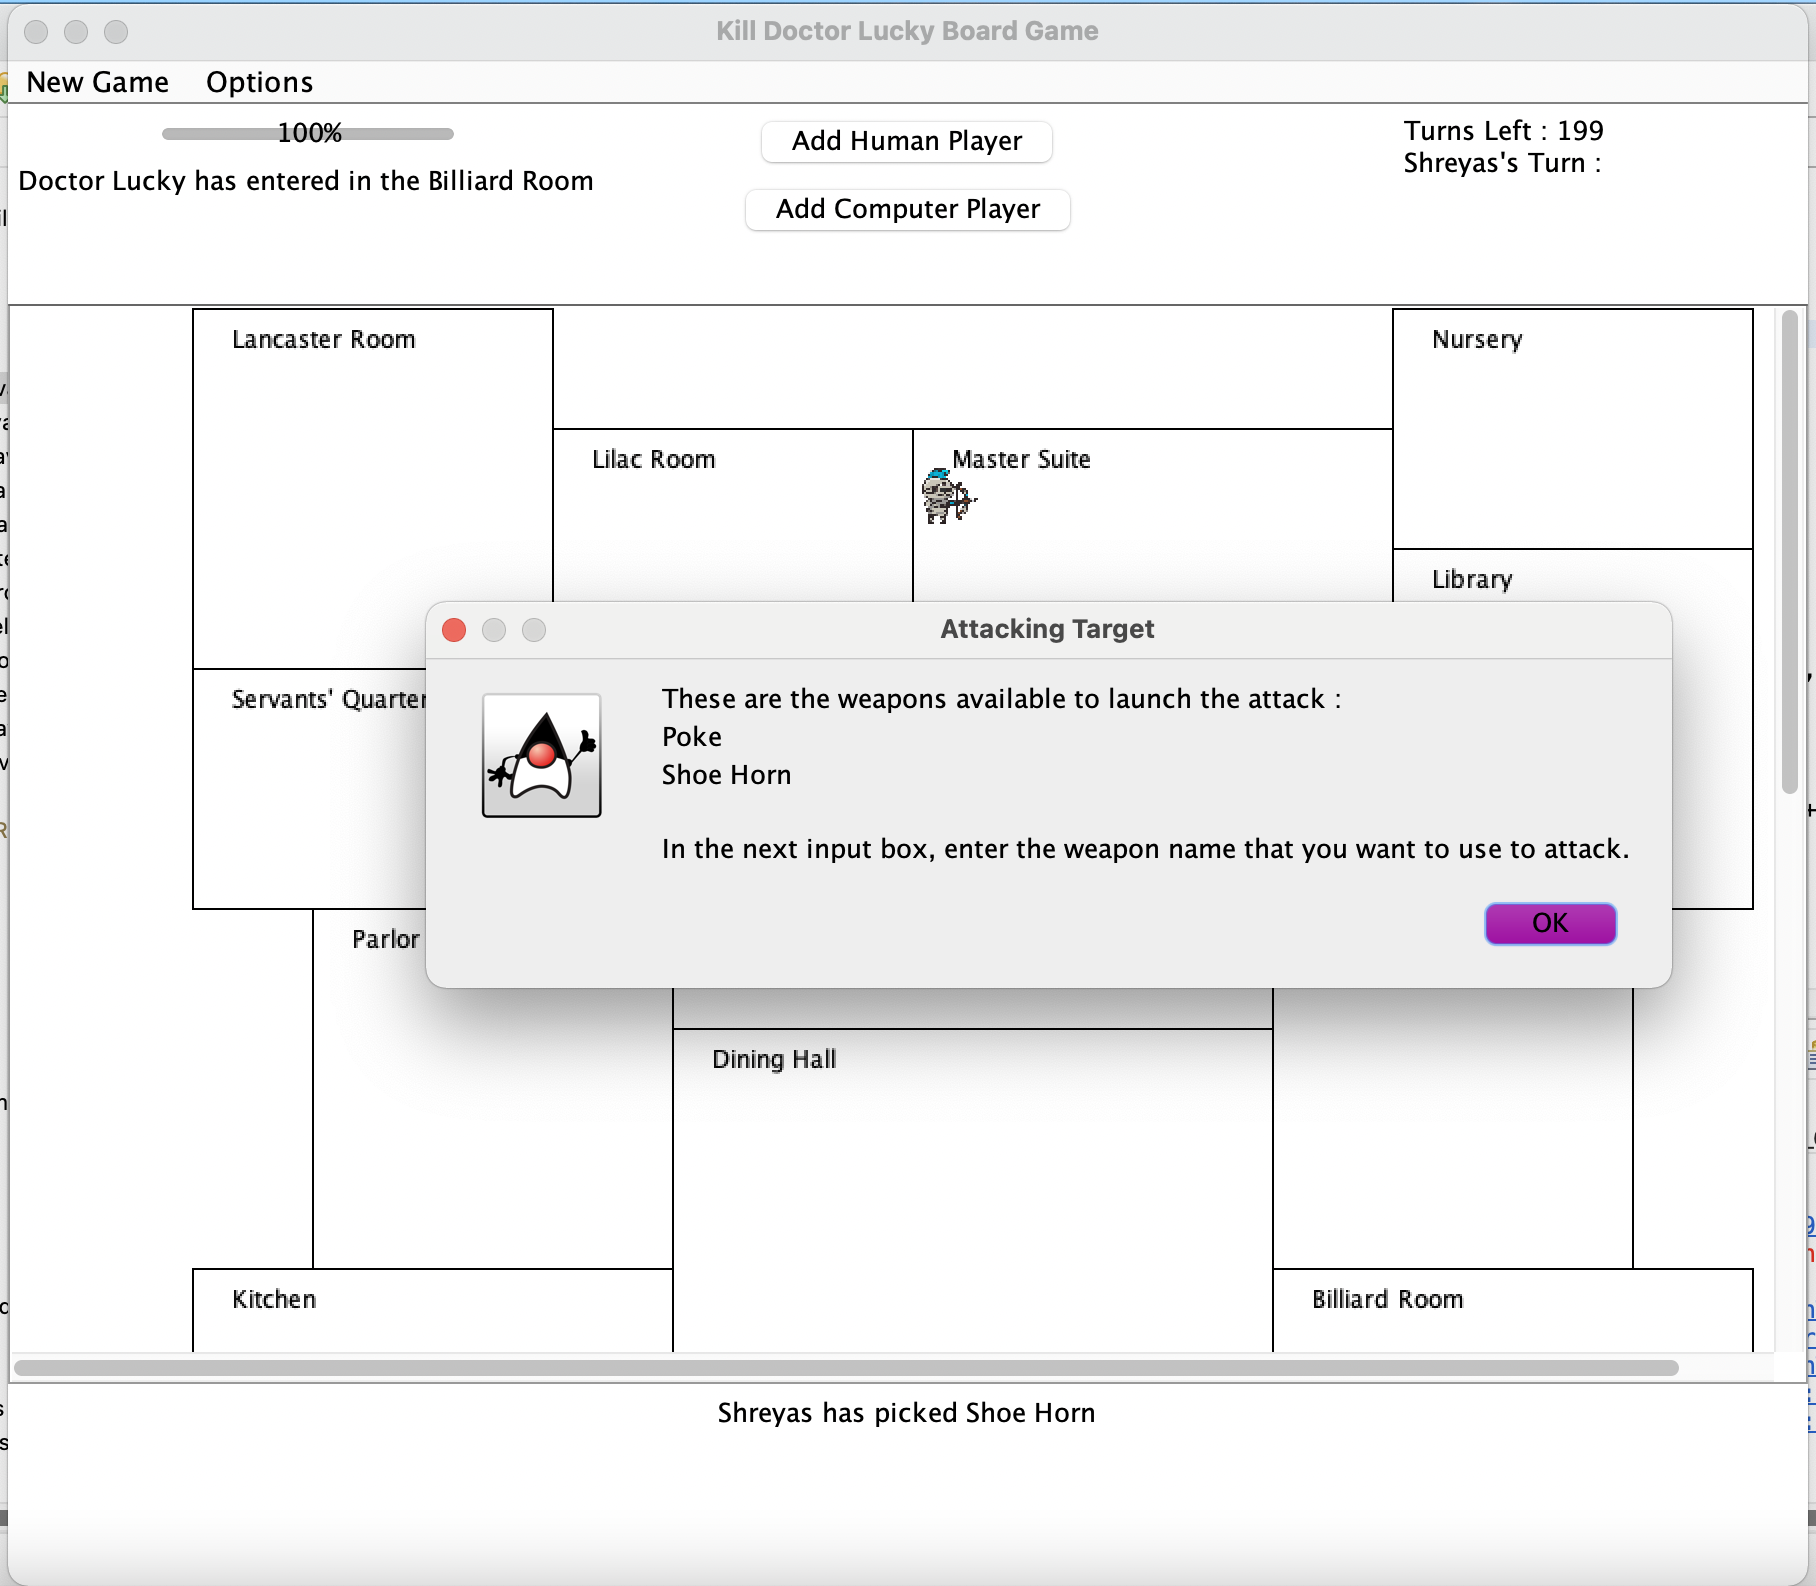 Kill Doctor Lucky Board Game
New Game Options
100%
Doctor Lucky has entered in the Billiard Room
Add Human Player
Add Computer Player
Turns Left : 199
Shreyas's Turn :
Lancaster Room
Nursery
Lilac Room
Master Suite
Library
Servants' Quarter
Attacking Target
These are the weapons available to launch the attack :
Poke
Shoe Horn
In the next input box, enter the weapon name that you want to use to attack.
OK
Parlor
Dining Hall
Kitchen
Billiard Room
Shreyas has picked Shoe Horn